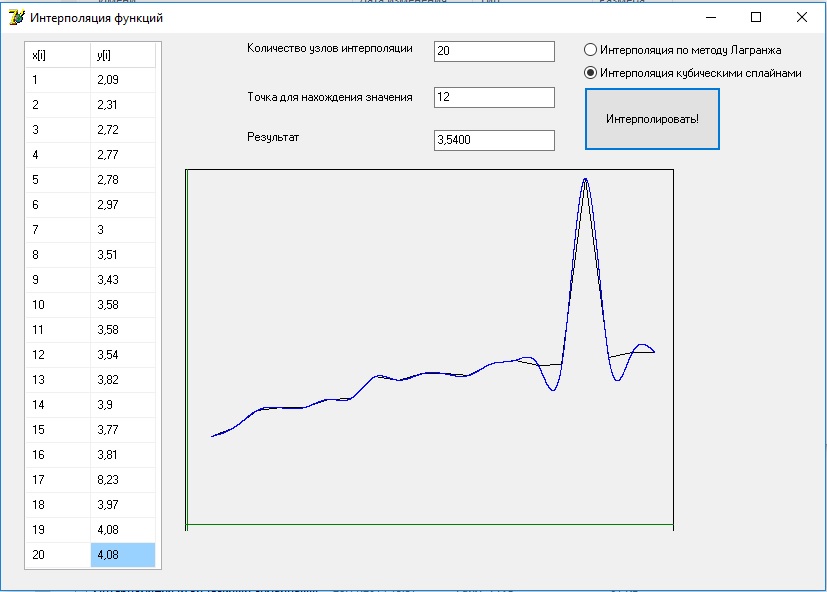 Интерполяция функций
Количество узлов интерполяции 20
Точка для нахождения значения 12
Результат 3,5400
Интерполяция по методу Лагранжа
Интерполяция кубическими сплайнами
Интерполировать!
x[i] y[i]
1 2,09
2 2,31
3 2,72
4 2,77
5 2,78
6 2,97
7 3
8 3,51
9 3,43
10 3,58
11 3,58
12 3,54
13 3,82
14 3,9
15 3,77
16 3,81
17 8,23
18 3,97
19 4,08
20 4,08